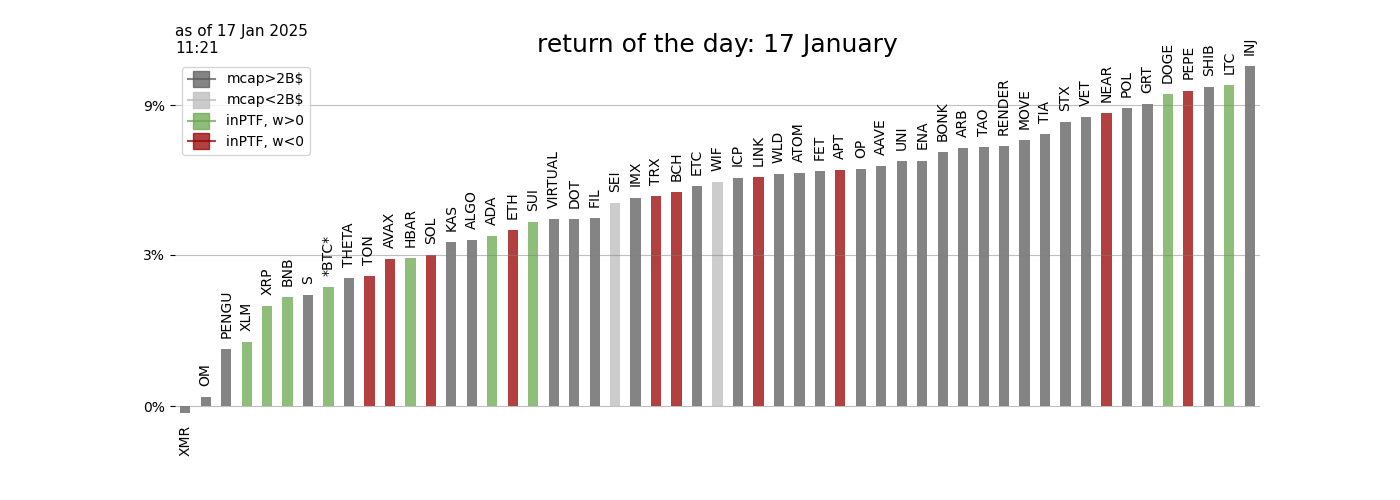 as of 17 Jan 2025
11:21
return of the day: 17 January
mcap>2B$
mcap<2B$
inPTF, w>0
inPTF, w<0
9%
3%
0%
XMR
OM
PENGU
XLM
XRP
BNB
S
*BTC*
THETA
TON
AVAX
HBAR
SOL
KAS
ALGO
ADA
ETH
SUI
VIRTUAL
DOT
FIL
SEI
IMX
TRX
BCH
ETC
WIF
ICP
LINK
WLD
ATOM
FET
APT
OP
AAVE
UNI
ENA
BONK
ARB
TAO
RENDER
MOVE
TIA
STX
VET
NEAR
POL
GRT
DOGE
PEPE
SHIB
LTC
INJ